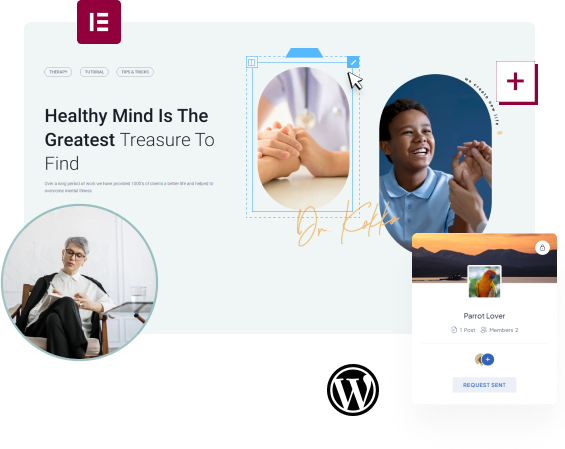 THERAPY
TUTORIAL
TIPS & TRICKS
Healthy Mind Is The
Greatest Treasure To
Find
Over a long period of work we have provided 1000's of clients a better life and helped to
overcome mental illness.
we create new life
Dr. Kokko
Parrot Lover
1 Post
Members 2
REQUEST SENT